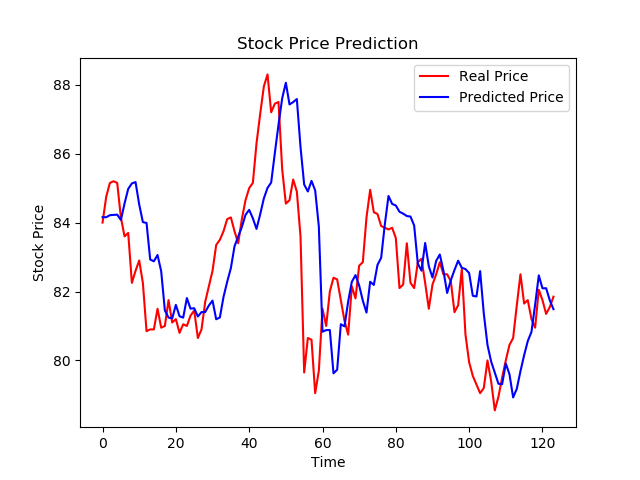 Stock Price Prediction
Real Price
Predicted Price
Stock Price
88
86
84
82
80
0 20 40 60 80 100 120
Time